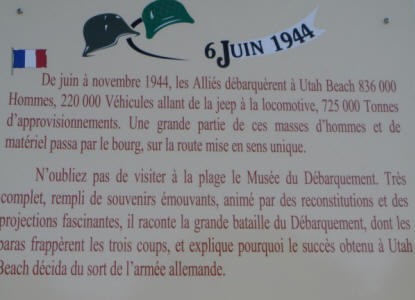 6 JUIN 1944
De juin à novembre 1944, les Alliés débarquèrent à Utah Beach 836 000
Hommes, 220 000 Véhicules allant de la jeep à la locomotive, 725 000 Tonnes
d'approvisionnements. Une grande partie de ces masses d'hommes et de
matériel passa par le bourg, sur la route mise en sens unique.
N'oubliez pas de visiter à la plage le Musée du Débarquement. Très
complet, rempli de souvenirs émouvants, animé par des reconstitutions et des
projections fascinantes, il raconte la grande bataille du Débarquement, dont les
paras frappèrent les trois coups, et explique pourquoi le succès obtenu à Utah
Beach décida du sort de l'armée allemande.